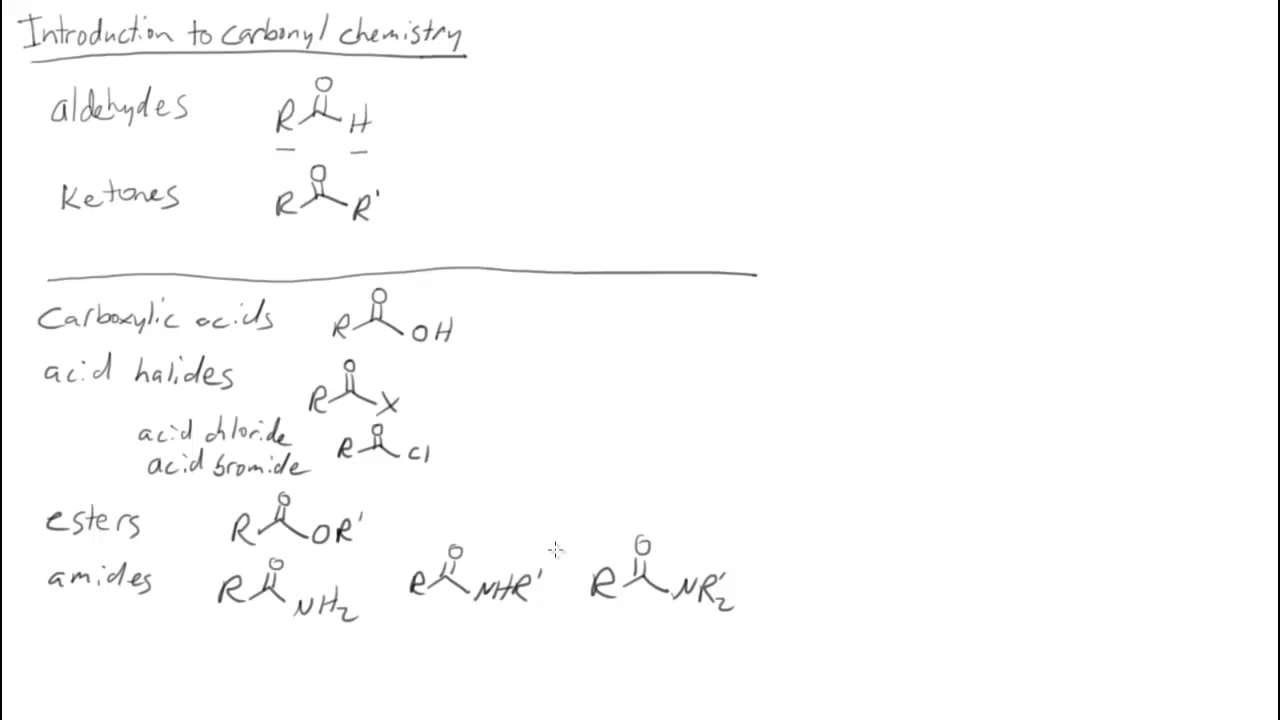 Introduction to carbonyl chemistry
aldehydes R O H
Ketones R O R'
Carboxylic acids R O OH
acid halides R O X
acid chloride R O Cl
acid bromide
esters R O OR'
amides R O NH2 R O NHR' R O NR'2